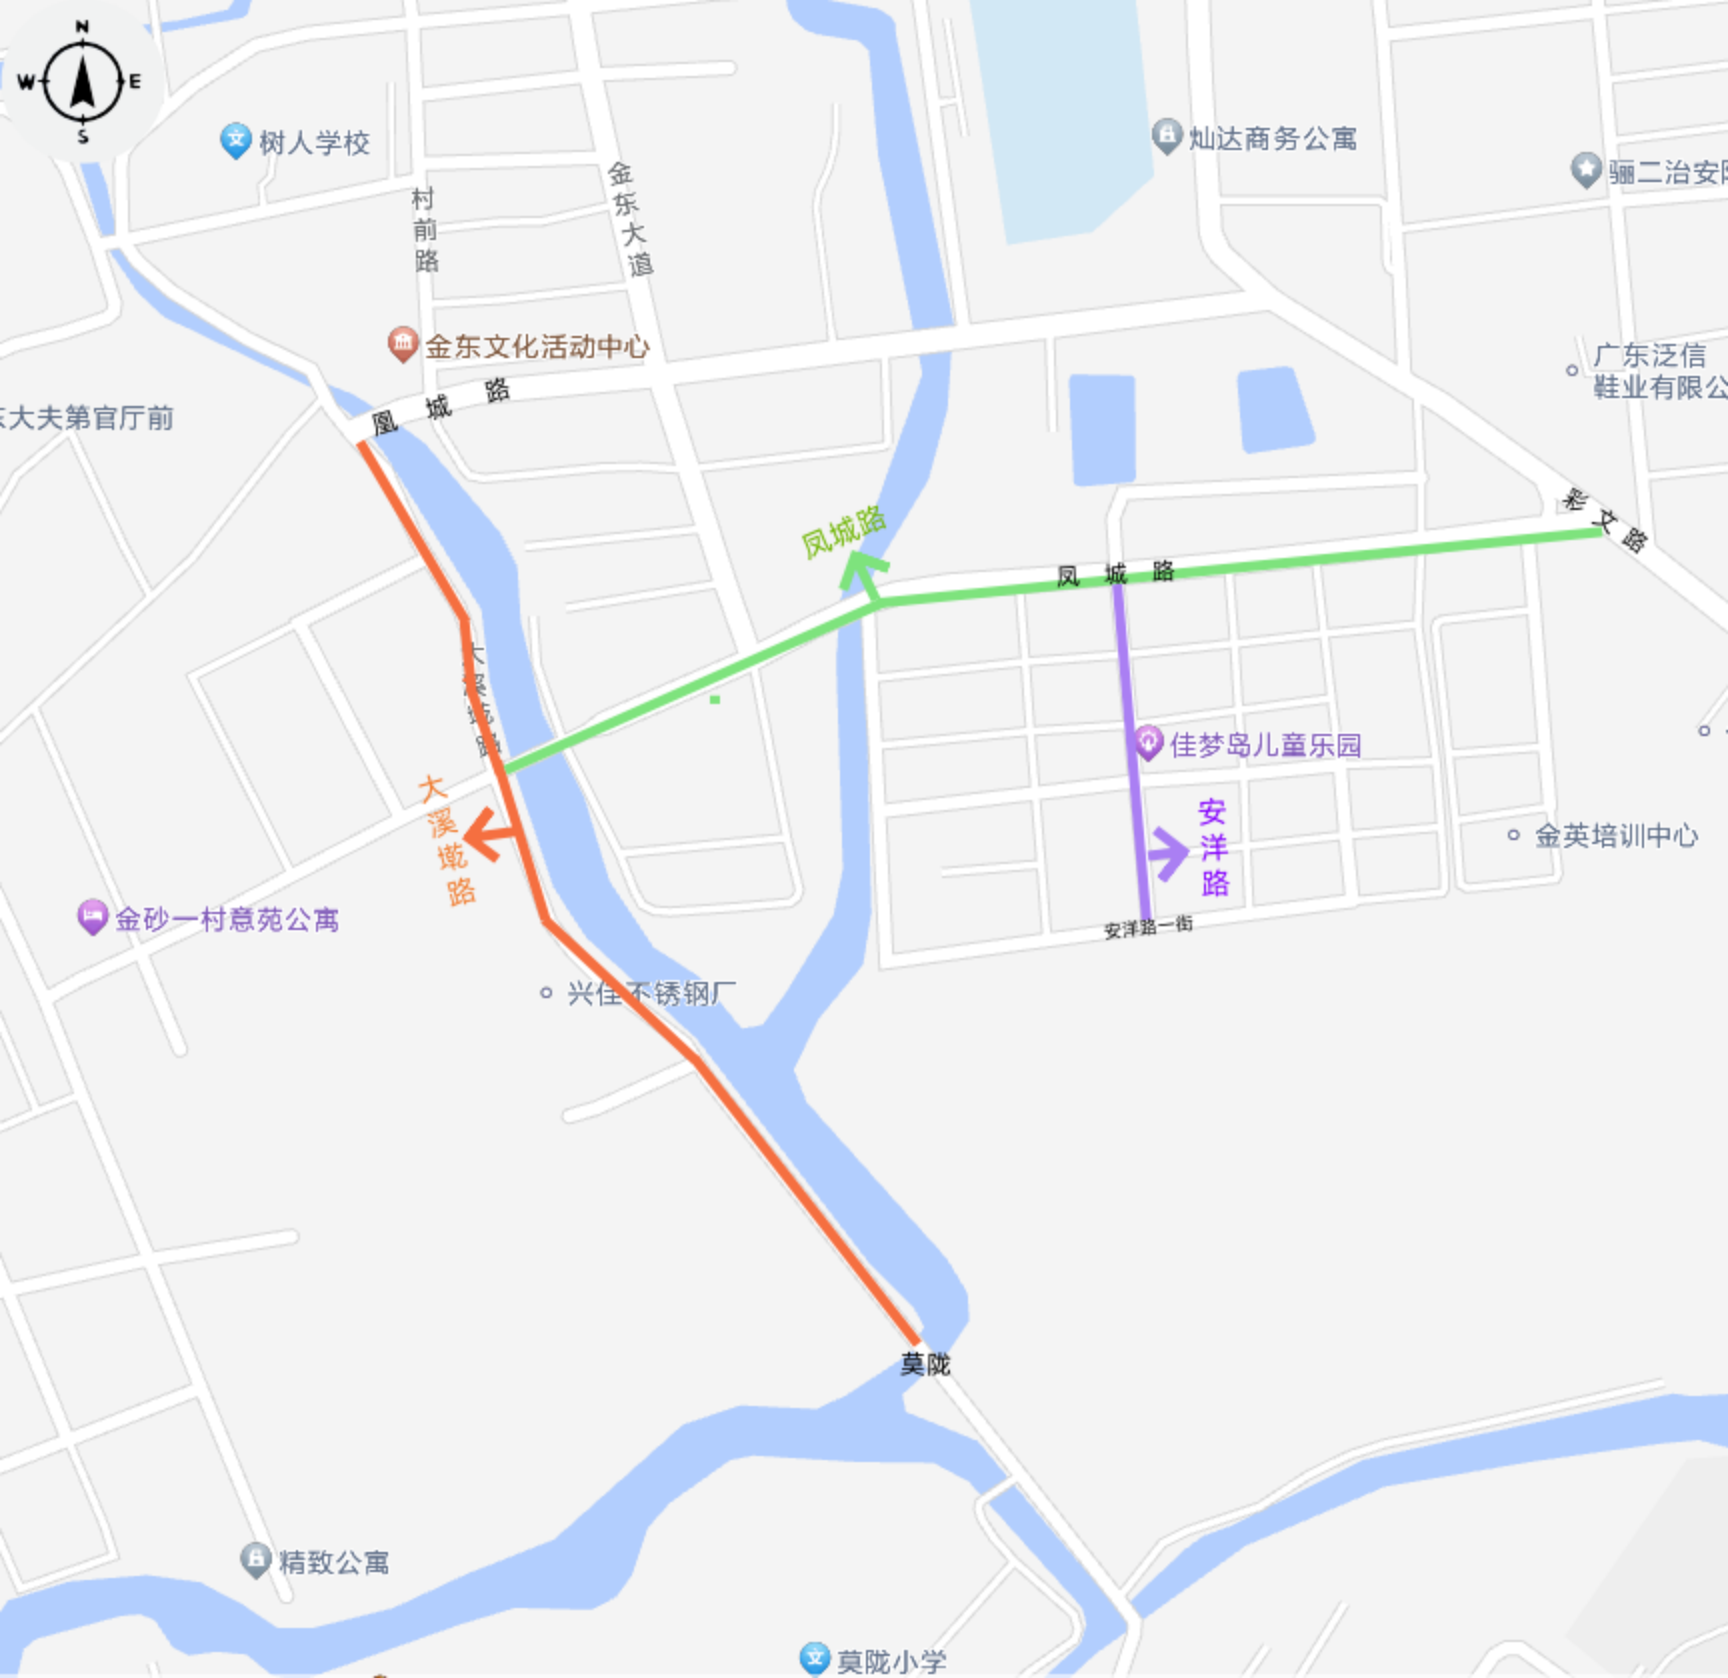 N
W E
S
树人学校
灿达商务公寓
骊二治安
村前路
金东大道
金东文化活动中心
广东泛信
鞋业有限公
大夫第官厅前
凰城路
彩文路
凤城路
凤城路
大溪墘路
佳梦岛儿童乐园
大溪墘路
安洋路
金英培训中心
金砂一村意苑公寓
安洋路一街
兴佳不锈钢厂
莫陇
精致公寓
莫陇小学